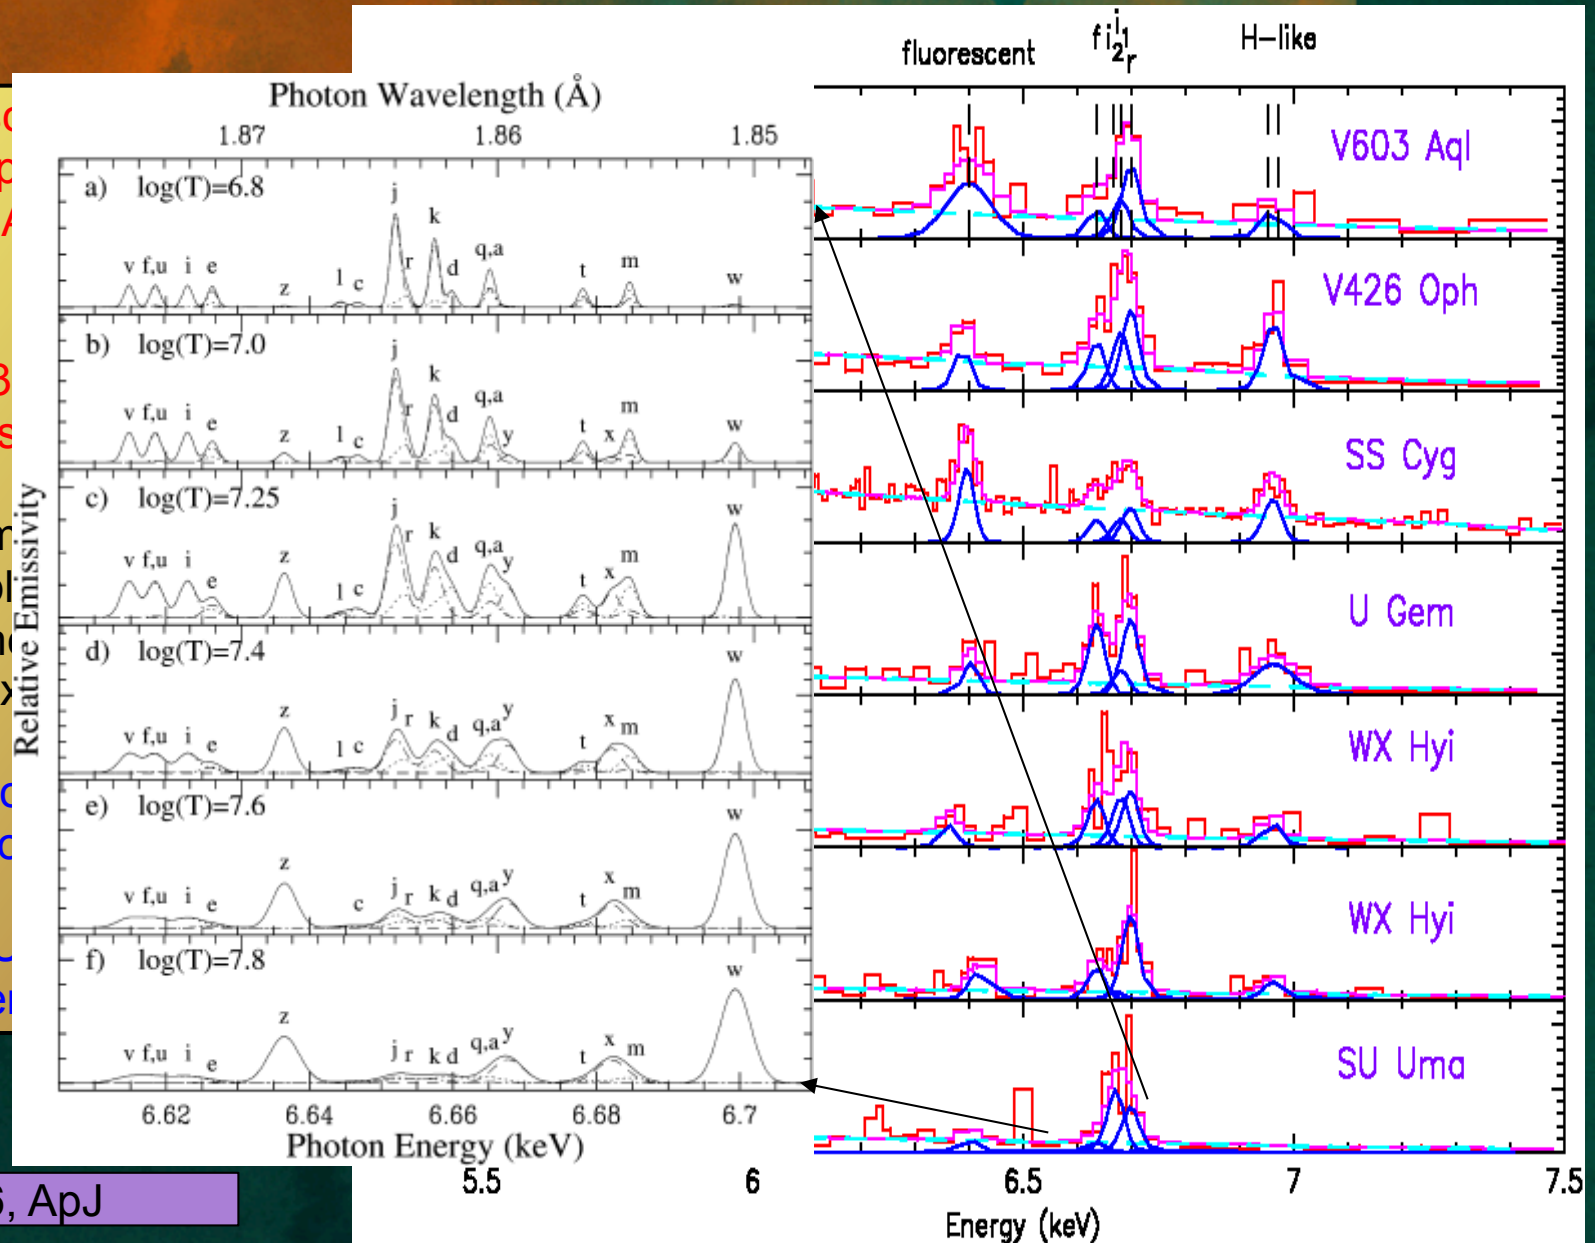 fluorescent
f i2 i1 r
H-like
V603 Aql
V426 Oph
SS Cyg
U Gem
WX Hyi
WX Hyi
SU Uma
5.5 6 6.5 7 7.5
Energy (keV)
Photon Wavelength (Å)
1.87 1.86 1.85
Relative Emissivity
a) log(T)=6.8
v f,u i e z l c j r k d q,a t m w
b) log(T)=7.0
v f,u i e z l c j r k d q,a y t x m w
c) log(T)=7.25
v f,u i e z l c j r k d q,a y t x m w
d) log(T)=7.4
v f,u i e z l c j r k d q,a y t x m w
e) log(T)=7.6
v f,u i e z c j r k d q,a y t x m w
f) log(T)=7.8
v f,u i e z j r k d q,a y t x m w
6.62 6.64 6.66 6.68 6.7
Photon Energy (keV)
, ApJ